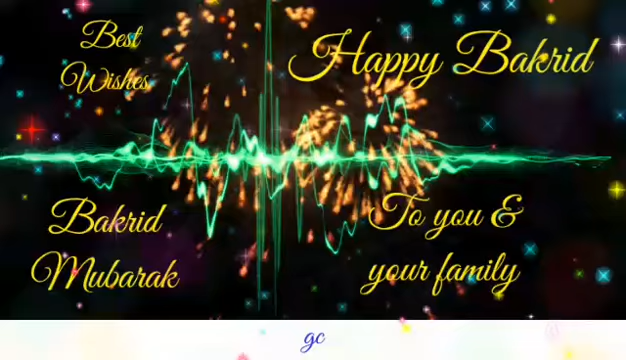 Best
Wishes
Happy Bakrid
Bakrid
Mubarak
To you &
your family
gc